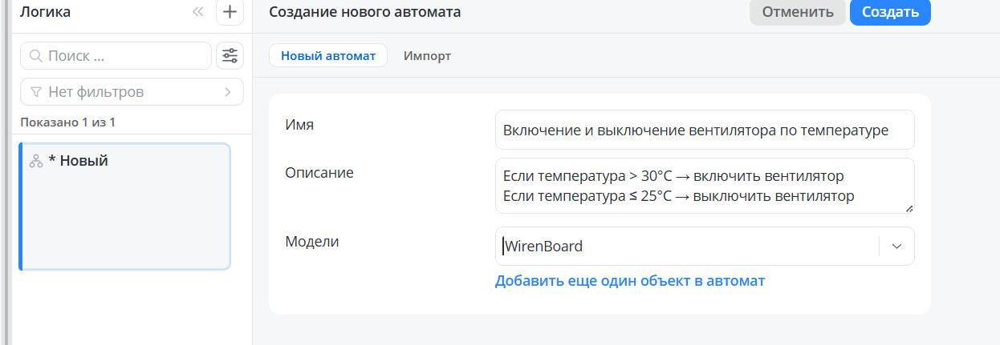 Логика
Создание нового автомата
Отменить
Создать
Поиск ...
Новый автомат
Импорт
Нет фильтров
Показано 1 из 1
* Новый
Имя
Включение и выключение вентилятора по температуре
Описание
Если температура > 30°C → включить вентилятор
Если температура ≤ 25°C → выключить вентилятор
Модели
WirenBoard
Добавить еще один объект в автомат